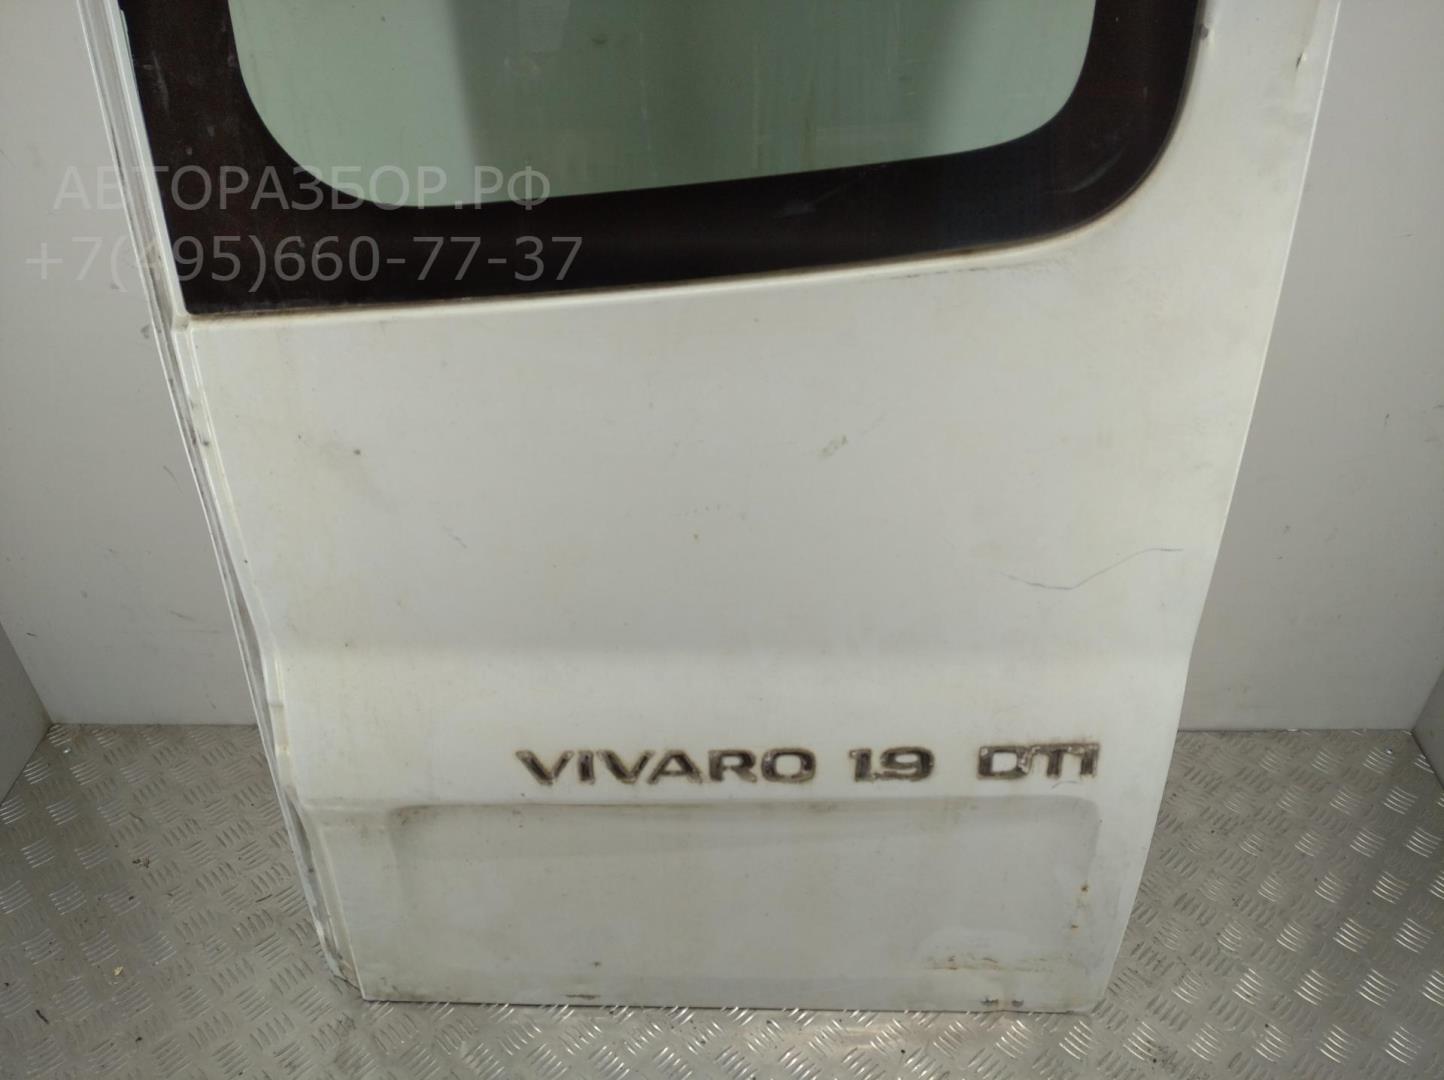 АВТОРАЗБОР.РФ
+7(495)660-77-37
VIVARO 1.9 DTI